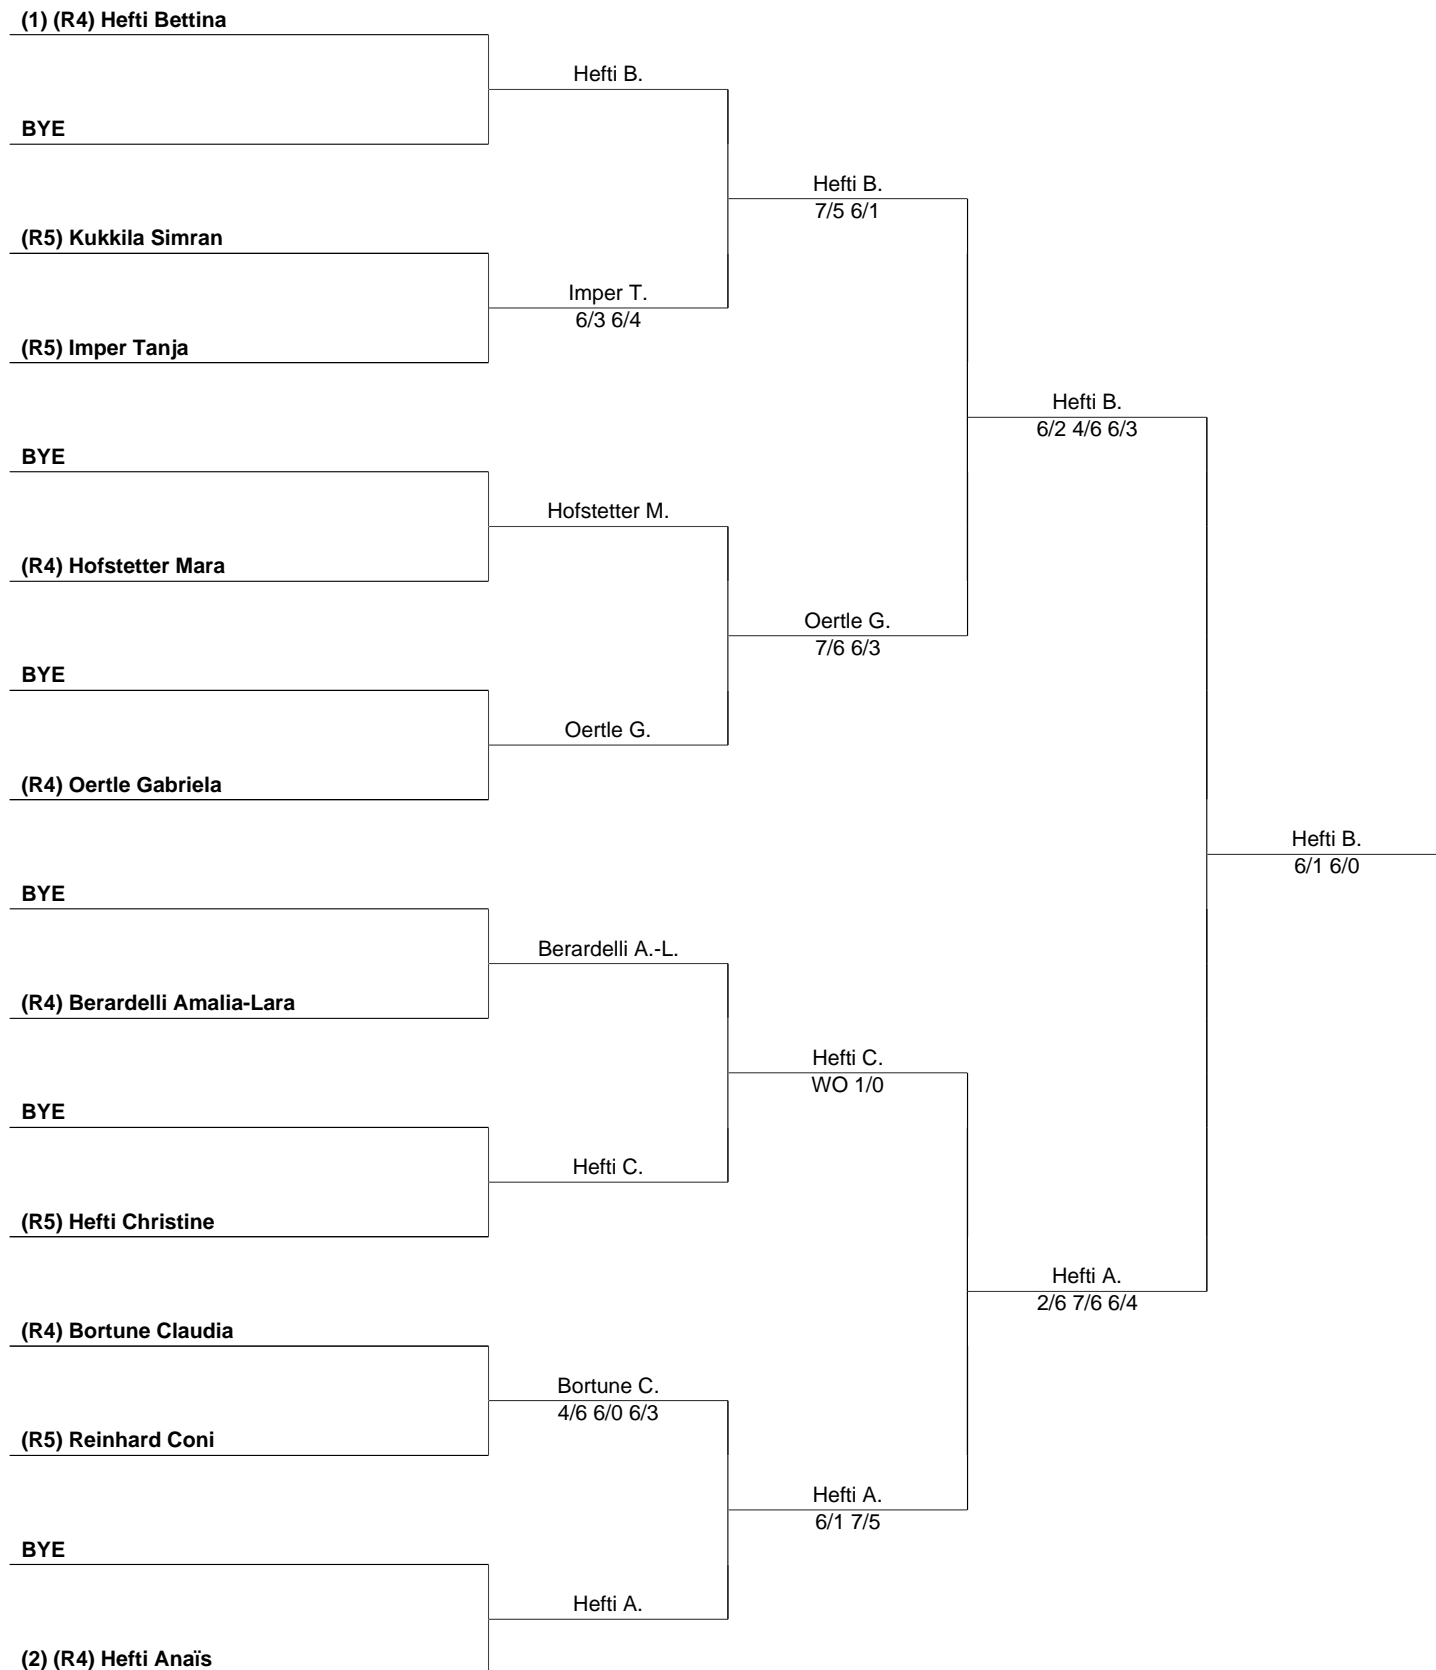 (1) (R4) Hefti Bettina
Hefti B.
BYE
Hefti B.
7/5 6/1
(R5) Kukkila Simran
Imper T.
6/3 6/4
(R5) Imper Tanja
Hefti B.
6/2 4/6 6/3
BYE
Hofstetter M.
(R4) Hofstetter Mara
Oertle G.
7/6 6/3
BYE
Oertle G.
(R4) Oertle Gabriela
Hefti B.
6/1 6/0
BYE
Berardelli A.-L.
(R4) Berardelli Amalia-Lara
Hefti C.
WO 1/0
BYE
Hefti C.
(R5) Hefti Christine
Hefti A.
2/6 7/6 6/4
(R4) Bortune Claudia
Bortune C.
4/6 6/0 6/3
(R5) Reinhard Coni
Hefti A.
6/1 7/5
BYE
Hefti A.
(2) (R4) Hefti Anaïs